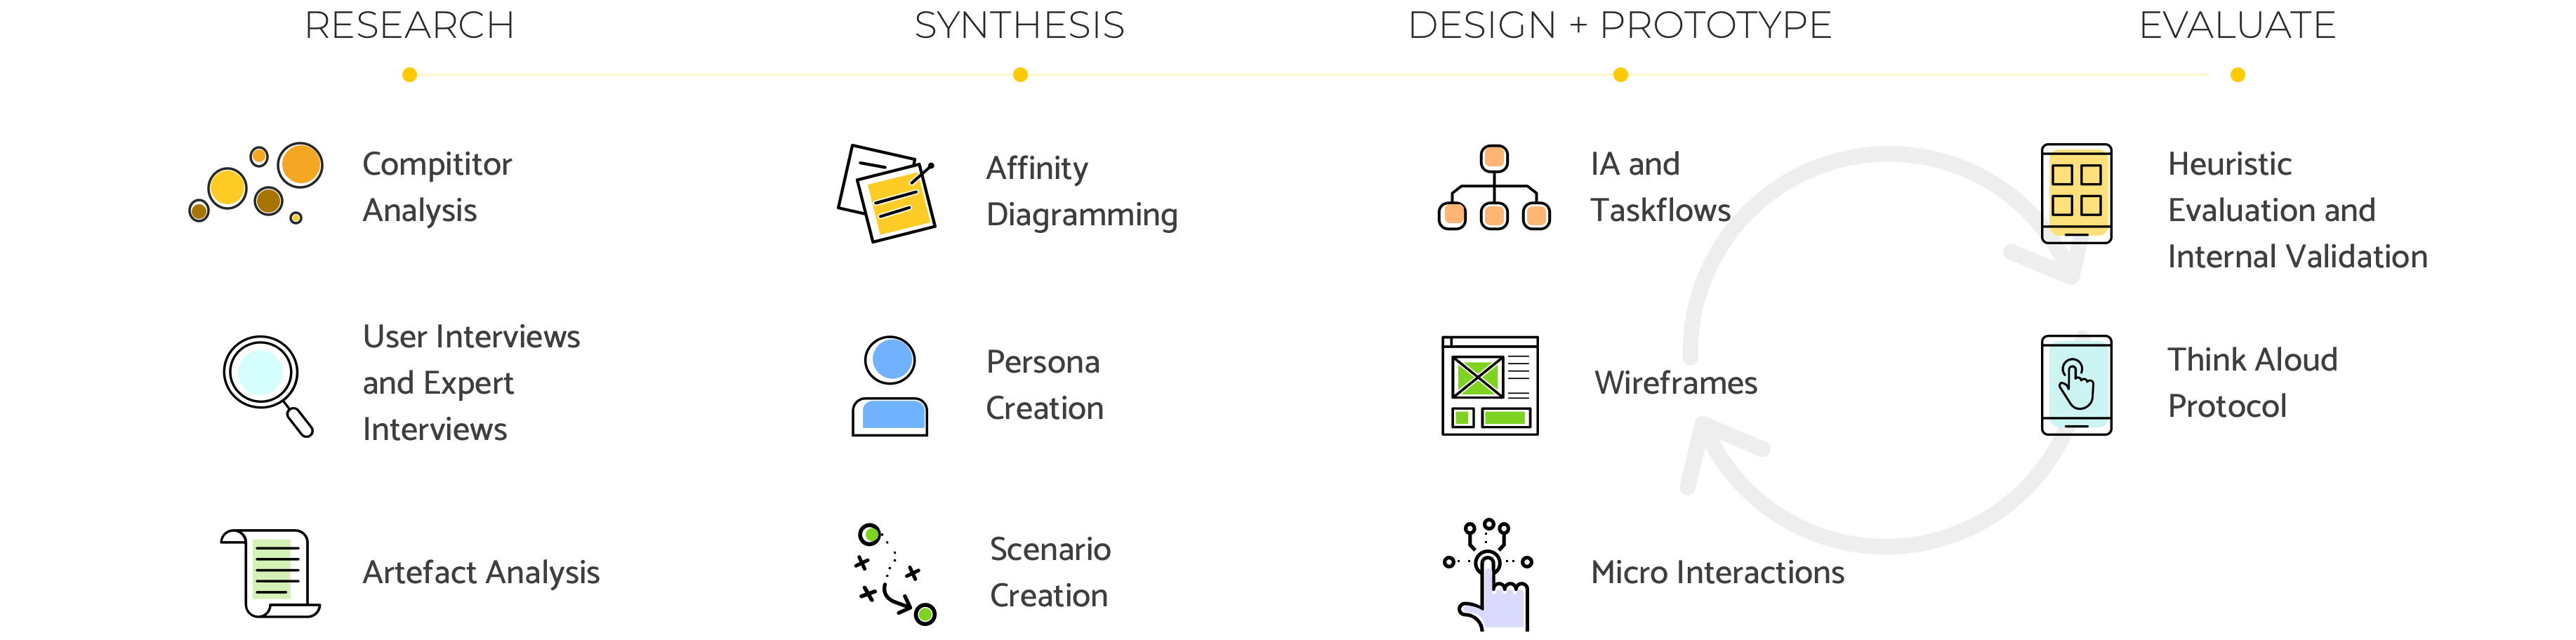 RESEARCH
SYNTHESIS
DESIGN + PROTOTYPE
EVALUATE
Compititor
Analysis
User Interviews
and Expert
Interviews
Artefact Analysis
Affinity
Diagramming
Persona
Creation
Scenario
Creation
IA and
Taskflows
Wireframes
Micro Interactions
Heuristic
Evaluation and
Internal Validation
Think Aloud
Protocol